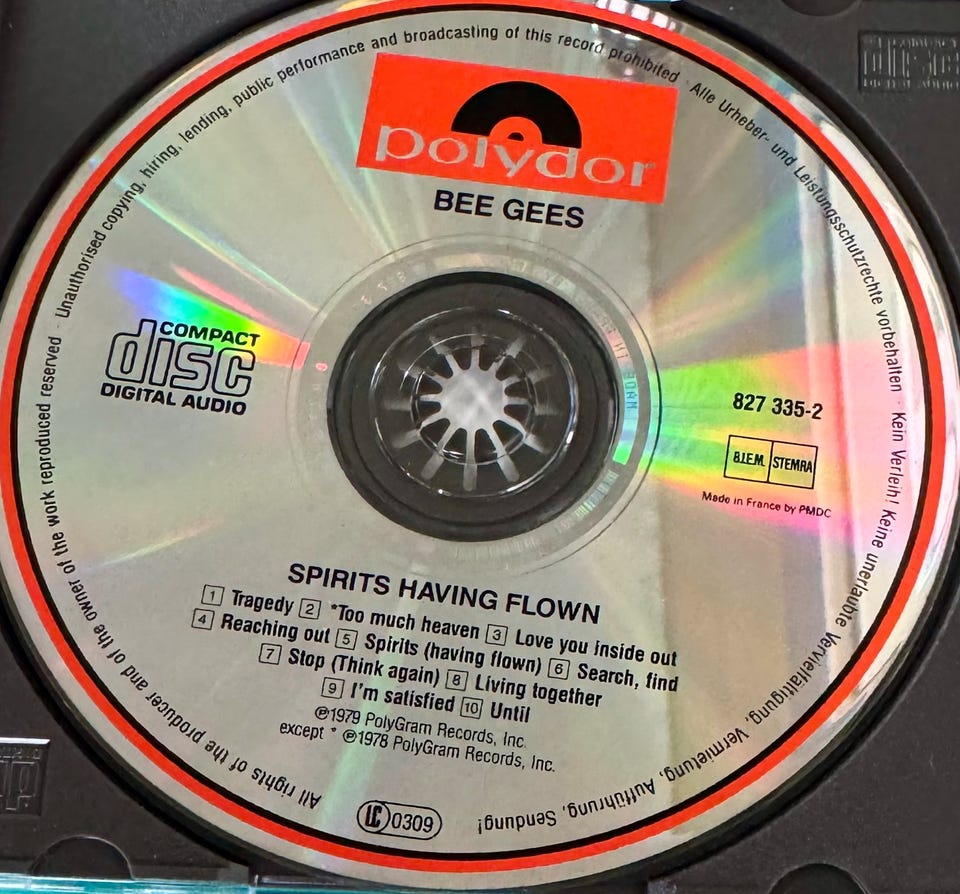 All rights of the producer and of the owner of the work reproduced reserved · Unauthorised copying, hiring, lending, public performance and broadcasting of this record prohibited · Alle Urheber- und Leistungsschutzrechte vorbehalten · Kein Verleih! Keine unerlaubte Vervielfältigung, Vermietung, Aufführung, Sendung!
polydor
BEE GEES
COMPACT
disc
DIGITAL AUDIO
827 335-2
B.I.E.M. STEMRA
Made in France by PMDC
SPIRITS HAVING FLOWN
1 Tragedy 2 *Too much heaven 3 Love you inside out
4 Reaching out 5 Spirits (having flown) 6 Search, find
7 Stop (Think again) 8 Living together
9 I'm satisfied 10 Until
℗1979 PolyGram Records, Inc.
except * ℗1978 PolyGram Records, Inc.
LC 0309